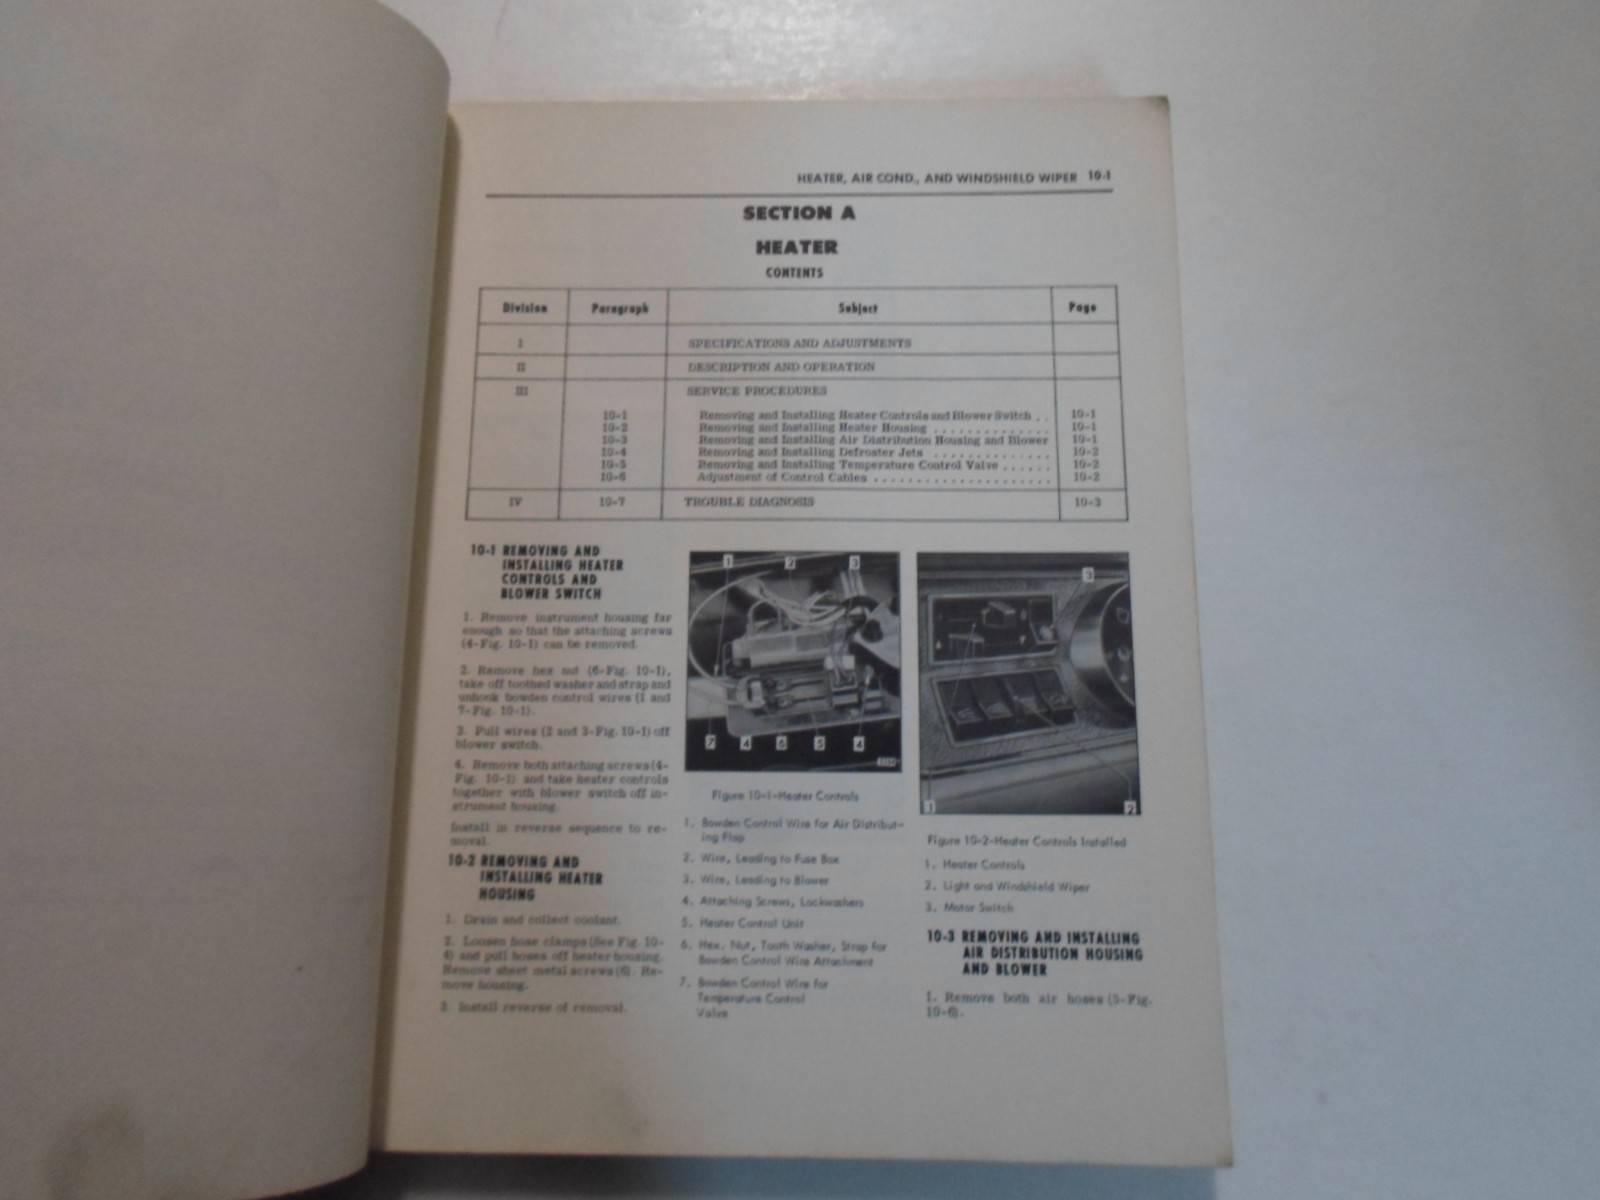 HEATER, AIR COND., AND WINDSHIELD WIPER 10-1
SECTION A
HEATER
CONTENTS
Division Paragraph Subject Page
I SPECIFICATIONS AND ADJUSTMENTS
II DESCRIPTION AND OPERATION
III SERVICE PROCEDURES
10-1 Removing and Installing Heater Controls and Blower Switch . . 10-1
10-2 Removing and Installing Heater Housing . . . . . . . . . . . . . . 10-1
10-3 Removing and Installing Air Distribution Housing and Blower 10-1
10-4 Removing and Installing Defroster Jets . . . . . . . . . . . . . . 10-2
10-5 Removing and Installing Temperature Control Valve . . . . . . 10-2
10-6 Adjustment of Control Cables . . . . . . . . . . . . . . . . . . . . . 10-2
IV 10-7 TROUBLE DIAGNOSIS 10-3
10-1 REMOVING AND
INSTALLING HEATER
CONTROLS AND
BLOWER SWITCH
1. Remove instrument housing far
enough so that the attaching screws
(4-Fig. 10-1) can be removed.
2. Remove hex nut (6-Fig. 10-1),
take off toothed washer and strap and
unhook bowden control wires (1 and
7-Fig. 10-1).
3. Pull wires (2 and 3-Fig. 10-1) off
blower switch.
4. Remove both attaching screws (4-
Fig. 10-1) and take heater controls
together with blower switch off in-
strument housing.
Install in reverse sequence to re-
moval.
10-2 REMOVING AND
INSTALLING HEATER
HOUSING
1. Drain and collect coolant.
2. Loosen hose clamps (See Fig. 10-
4) and pull hoses off heater housing.
Remove sheet metal screws (6). Re-
move housing.
3. Install reverse of removal.
1 2 3
7 4 6 5 4
Figure 10-1-Heater Controls
1. Bowden Control Wire for Air Distribut-
ing Flap
2. Wire, Leading to Fuse Box
3. Wire, Leading to Blower
4. Attaching Screws, Lockwashers
5. Heater Control Unit
6. Hex. Nut, Tooth Washer, Strap for
Bowden Control Wire Attachment
7. Bowden Control Wire for
Temperature Control
Valve
3
1 2
Figure 10-2-Heater Controls Installed
1. Heater Controls
2. Light and Windshield Wiper
3. Motor Switch
10-3 REMOVING AND INSTALLING
AIR DISTRIBUTION HOUSING
AND BLOWER
1. Remove both air hoses (5-Fig.
10-6).